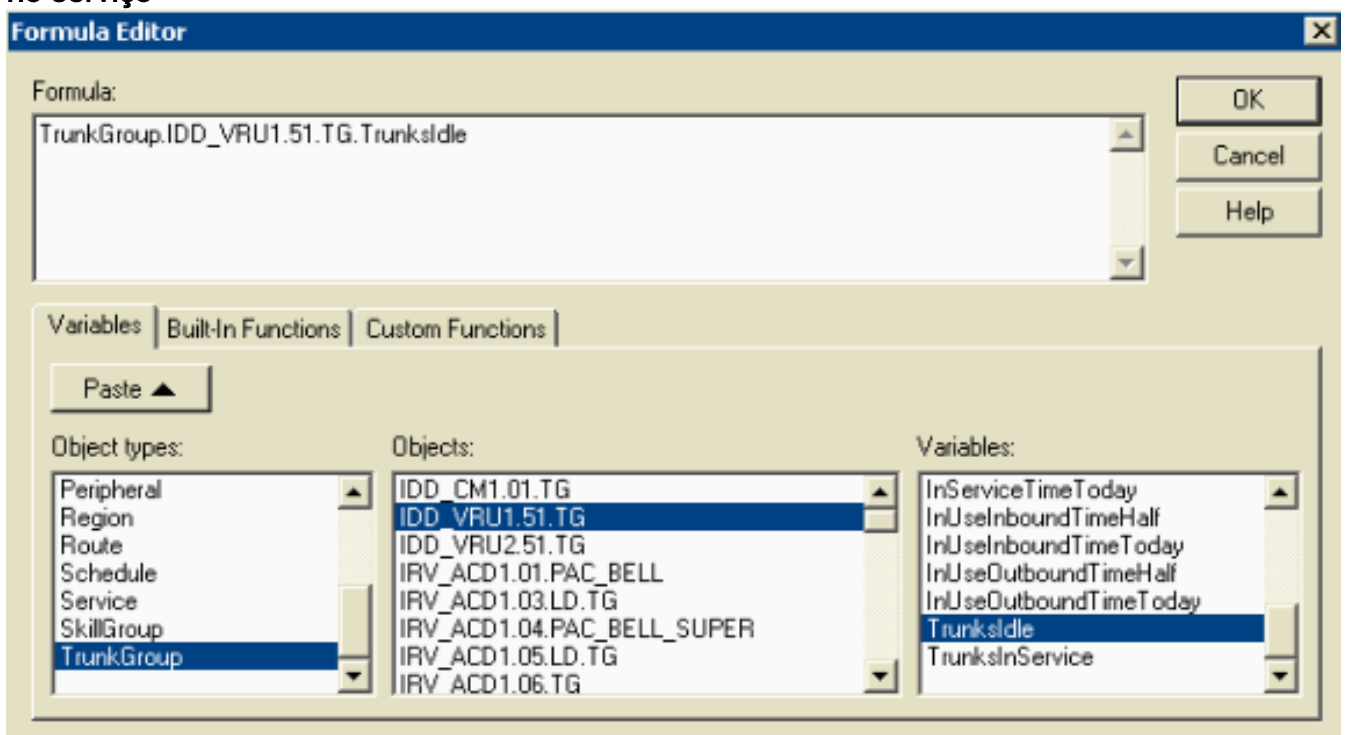 no serviço
Formula Editor
Formula:
OK
TrunkGroup.IDD_VRU1.51.TG.TrunksIdle
Cancel
Help
Variables Built-In Functions Custom Functions
Paste
Object types: Objects: Variables:
Peripheral IDD_CM1.01.TG InServiceTimeToday
Region IDD_VRU1.51.TG InUseInboundTimeHalf
Route IDD_VRU2.51.TG InUseInboundTimeToday
Schedule IRV_ACD1.01.PAC_BELL InUseOutboundTimeHalf
Service IRV_ACD1.03.LD.TG InUseOutboundTimeToday
SkillGroup IRV_ACD1.04.PAC_BELL_SUPER TrunksIdle
TrunkGroup IRV_ACD1.05.LD.TG TrunksInService
IRV_ACD1.06.TG